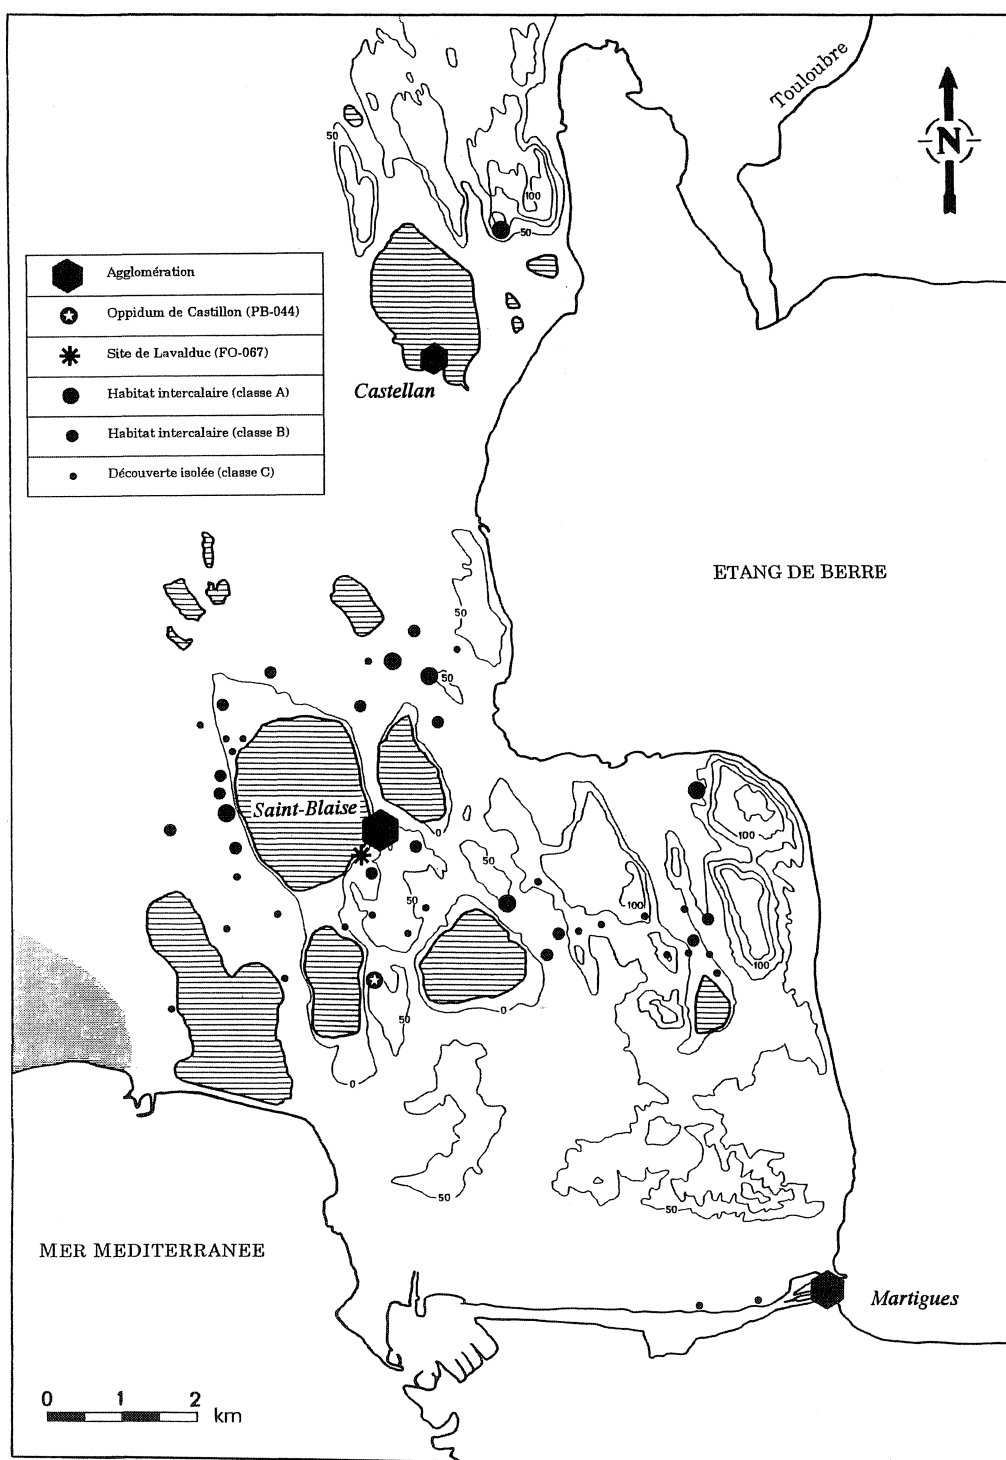 Touloubre
N
50
100
50
Agglomération
Oppidum de Castillon (PB-044)
Site de Lavalduc (FO-067)
Habitat intercalaire (classe A)
Habitat intercalaire (classe B)
Découverte isolée (classe C)
Castellan
ETANG DE BERRE
50
50
Saint-Blaise
0
100
50
50
100
100
0
50
0
50
50
MER MEDITERRANEE
Martigues
0 1 2
km